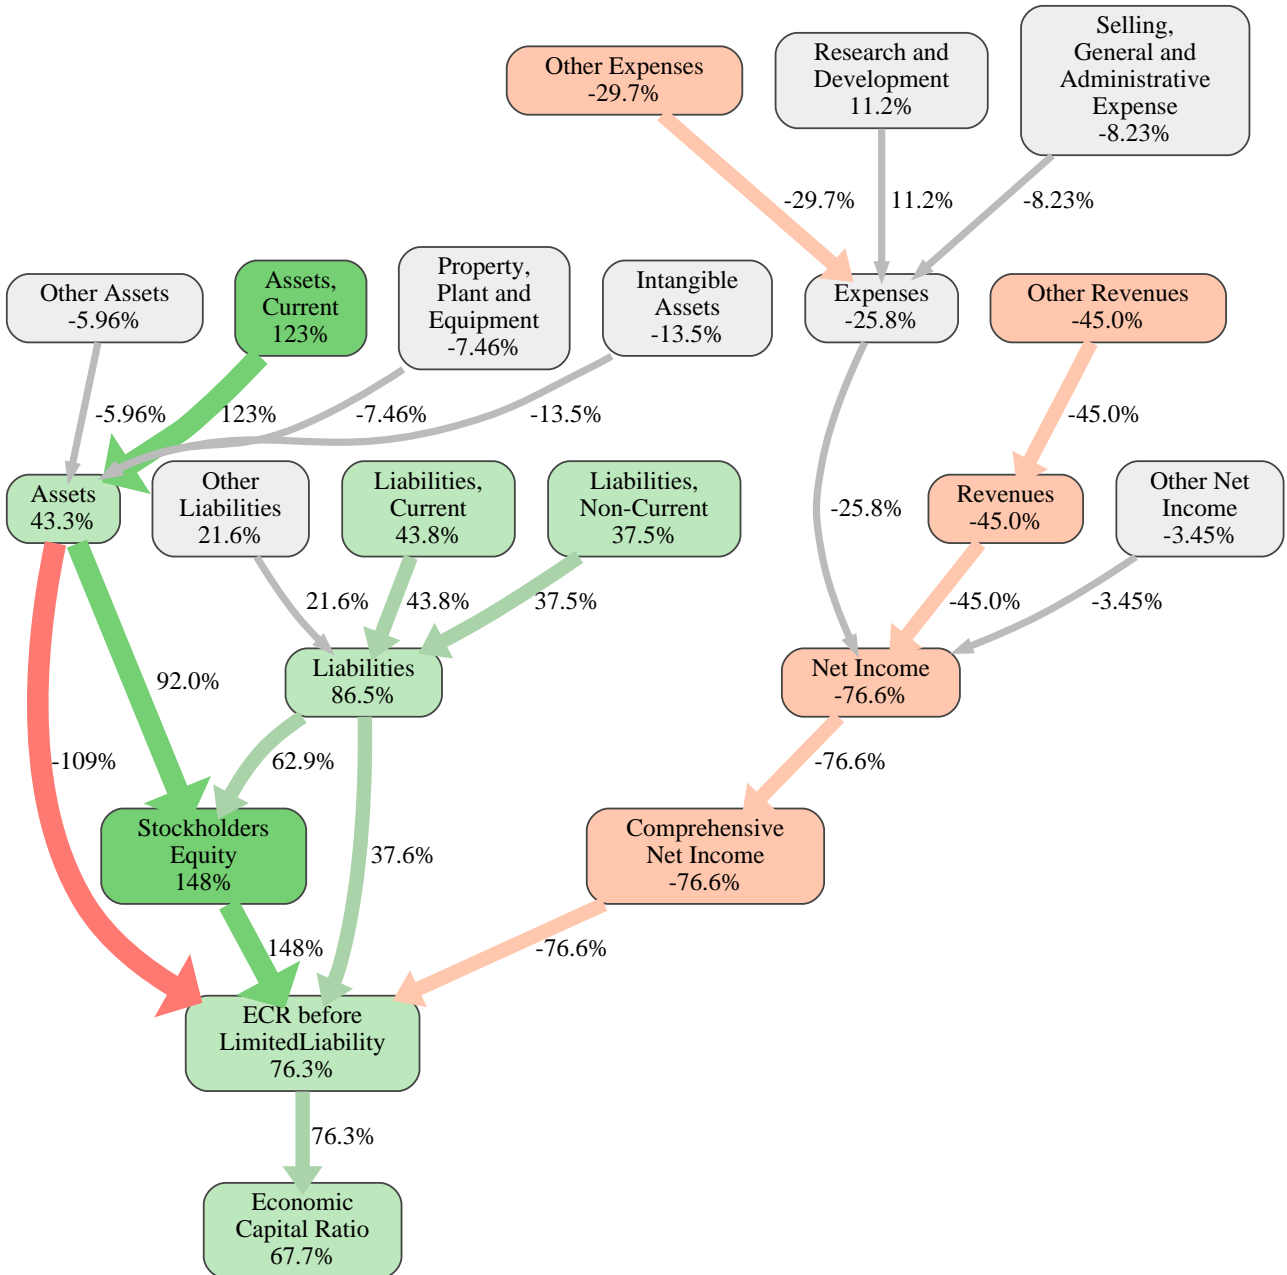 Other Expenses
-29.7%
Research and
Development
11.2%
Selling,
General and
Administrative
Expense
-8.23%
-29.7%
11.2%
-8.23%
Other Assets
-5.96%
Assets,
Current
123%
Property,
Plant and
Equipment
-7.46%
Intangible
Assets
-13.5%
Expenses
-25.8%
Other Revenues
-45.0%
-5.96%
123%
-7.46%
-13.5%
-45.0%
Assets
43.3%
Other
Liabilities
21.6%
Liabilities,
Current
43.8%
Liabilities,
Non-Current
37.5%
-25.8%
Revenues
-45.0%
Other Net
Income
-3.45%
21.6%
43.8%
37.5%
-45.0%
-3.45%
92.0%
Liabilities
86.5%
Net Income
-76.6%
-109%
62.9%
-76.6%
Stockholders
Equity
148%
37.6%
Comprehensive
Net Income
-76.6%
148%
-76.6%
ECR before
LimitedLiability
76.3%
76.3%
Economic
Capital Ratio
67.7%